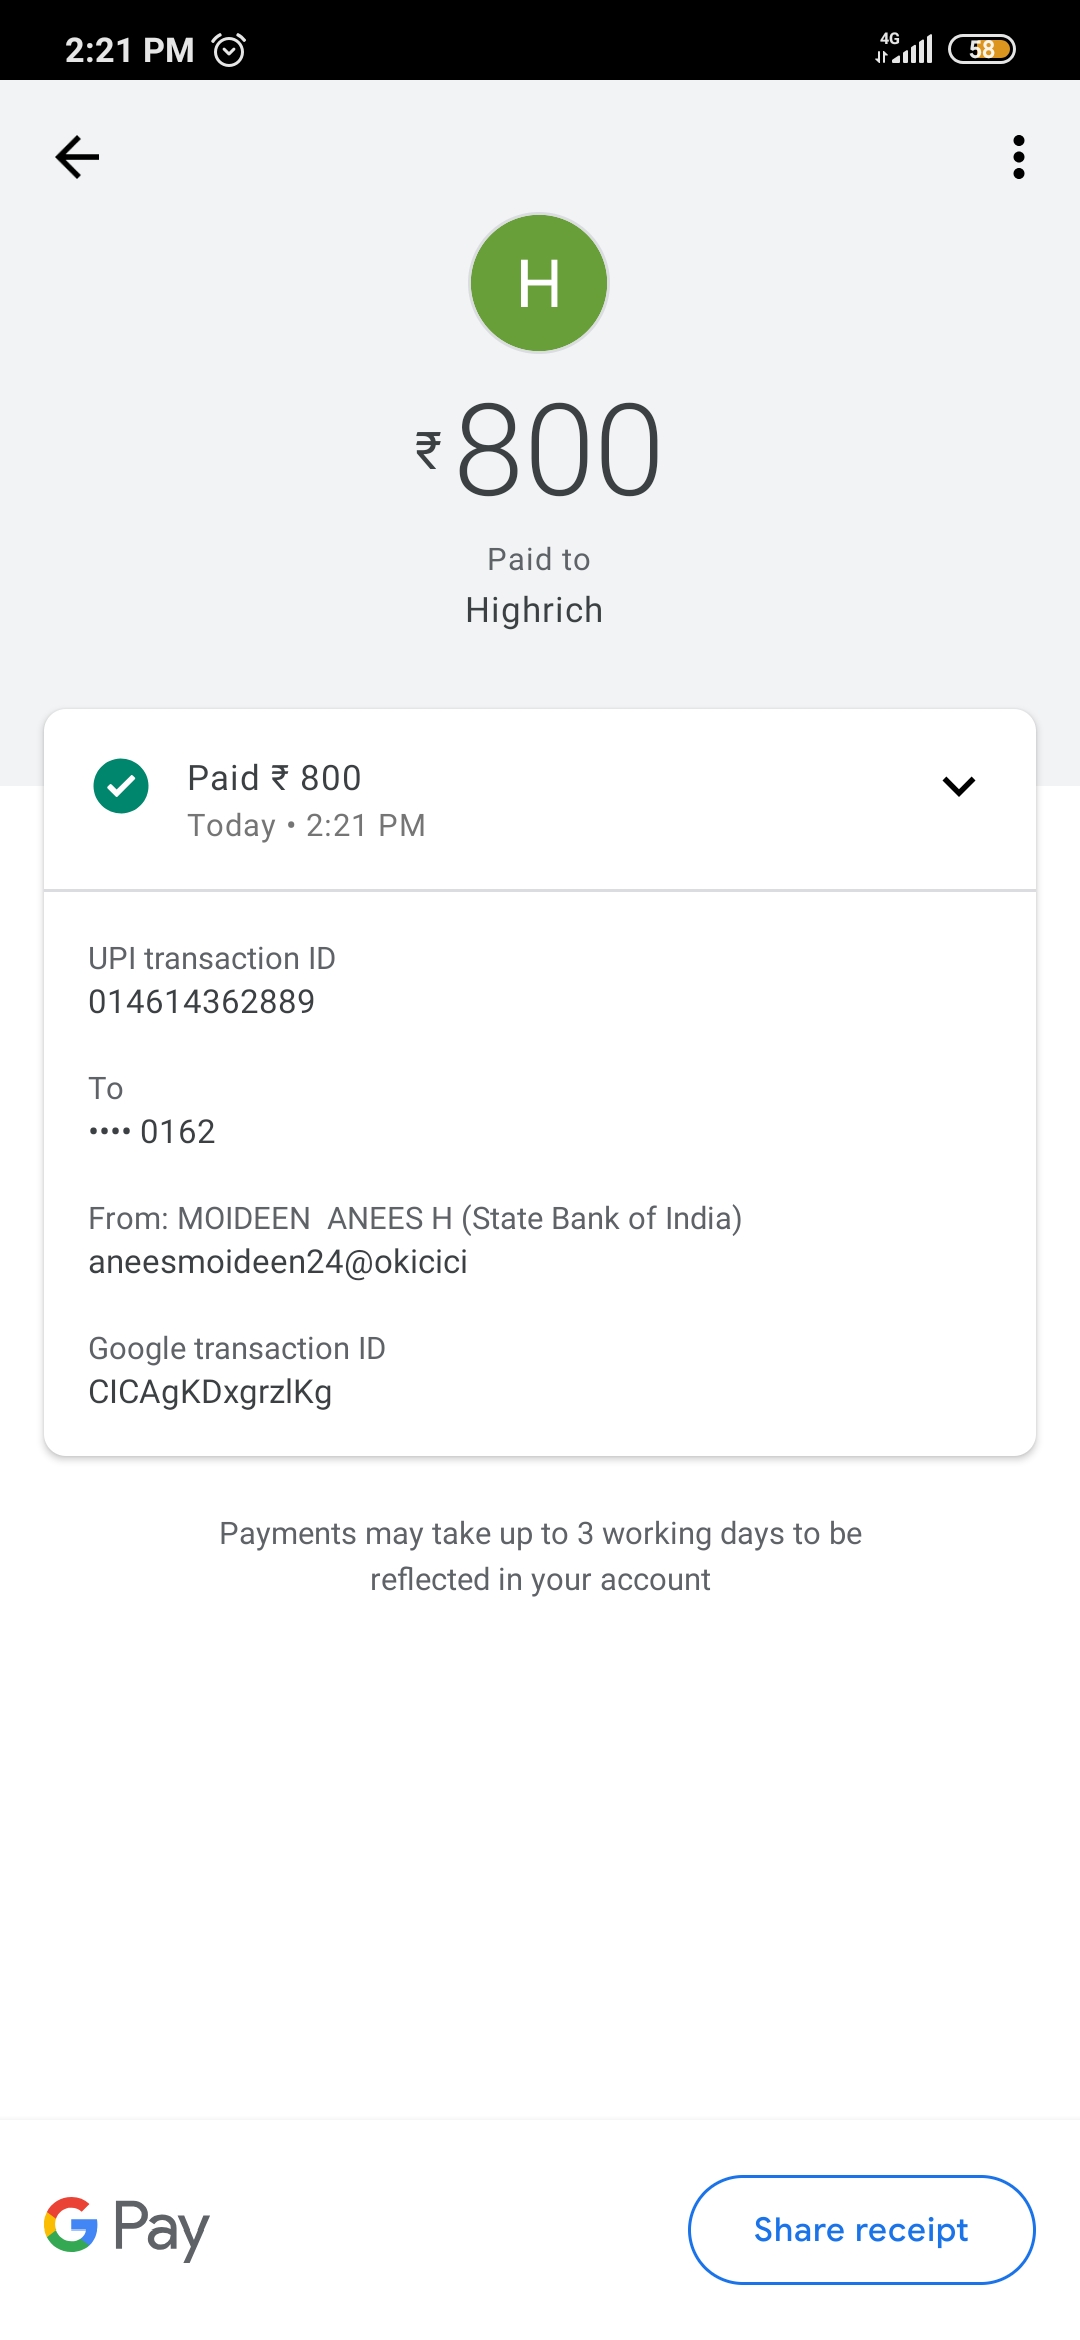 2:21 PM
4G
58
H
₹800
Paid to
Highrich
Paid ₹ 800
Today • 2:21 PM
UPI transaction ID
014614362889
To
•••• 0162
From: MOIDEEN  ANEES H (State Bank of India)
aneesmoideen24@okicici
Google transaction ID
CICAgKDxgrzlKg
Payments may take up to 3 working days to be
reflected in your account
G Pay
Share receipt